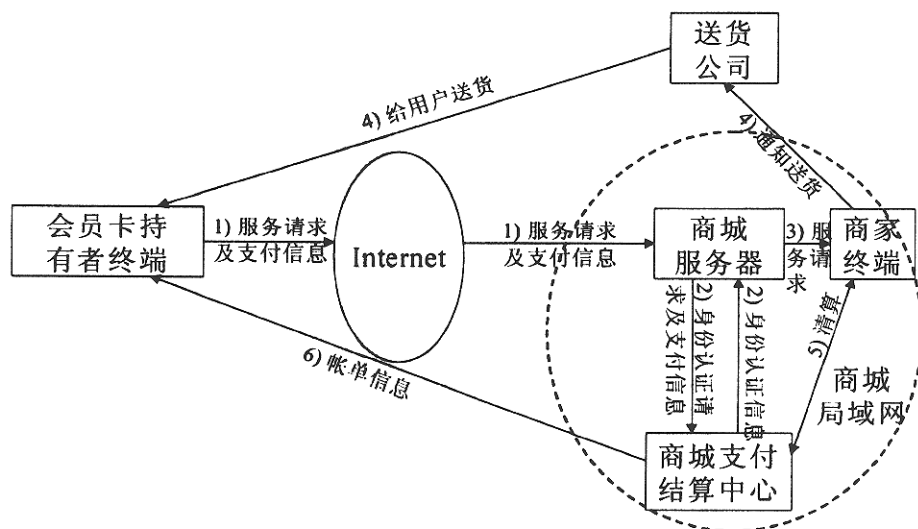 送货
公司
4) 给用户送货
4) 通知送货
会员卡持
有者终端
1) 服务请求
及支付信息
Internet
1) 服务请求
及支付信息
商城
服务器
3) 服
务请
求
商家
终端
2) 身份认证请
求及支付信息
2) 身份认证信息
5) 清算
6) 帐单信息
商城
局域网
商城支付
结算中心